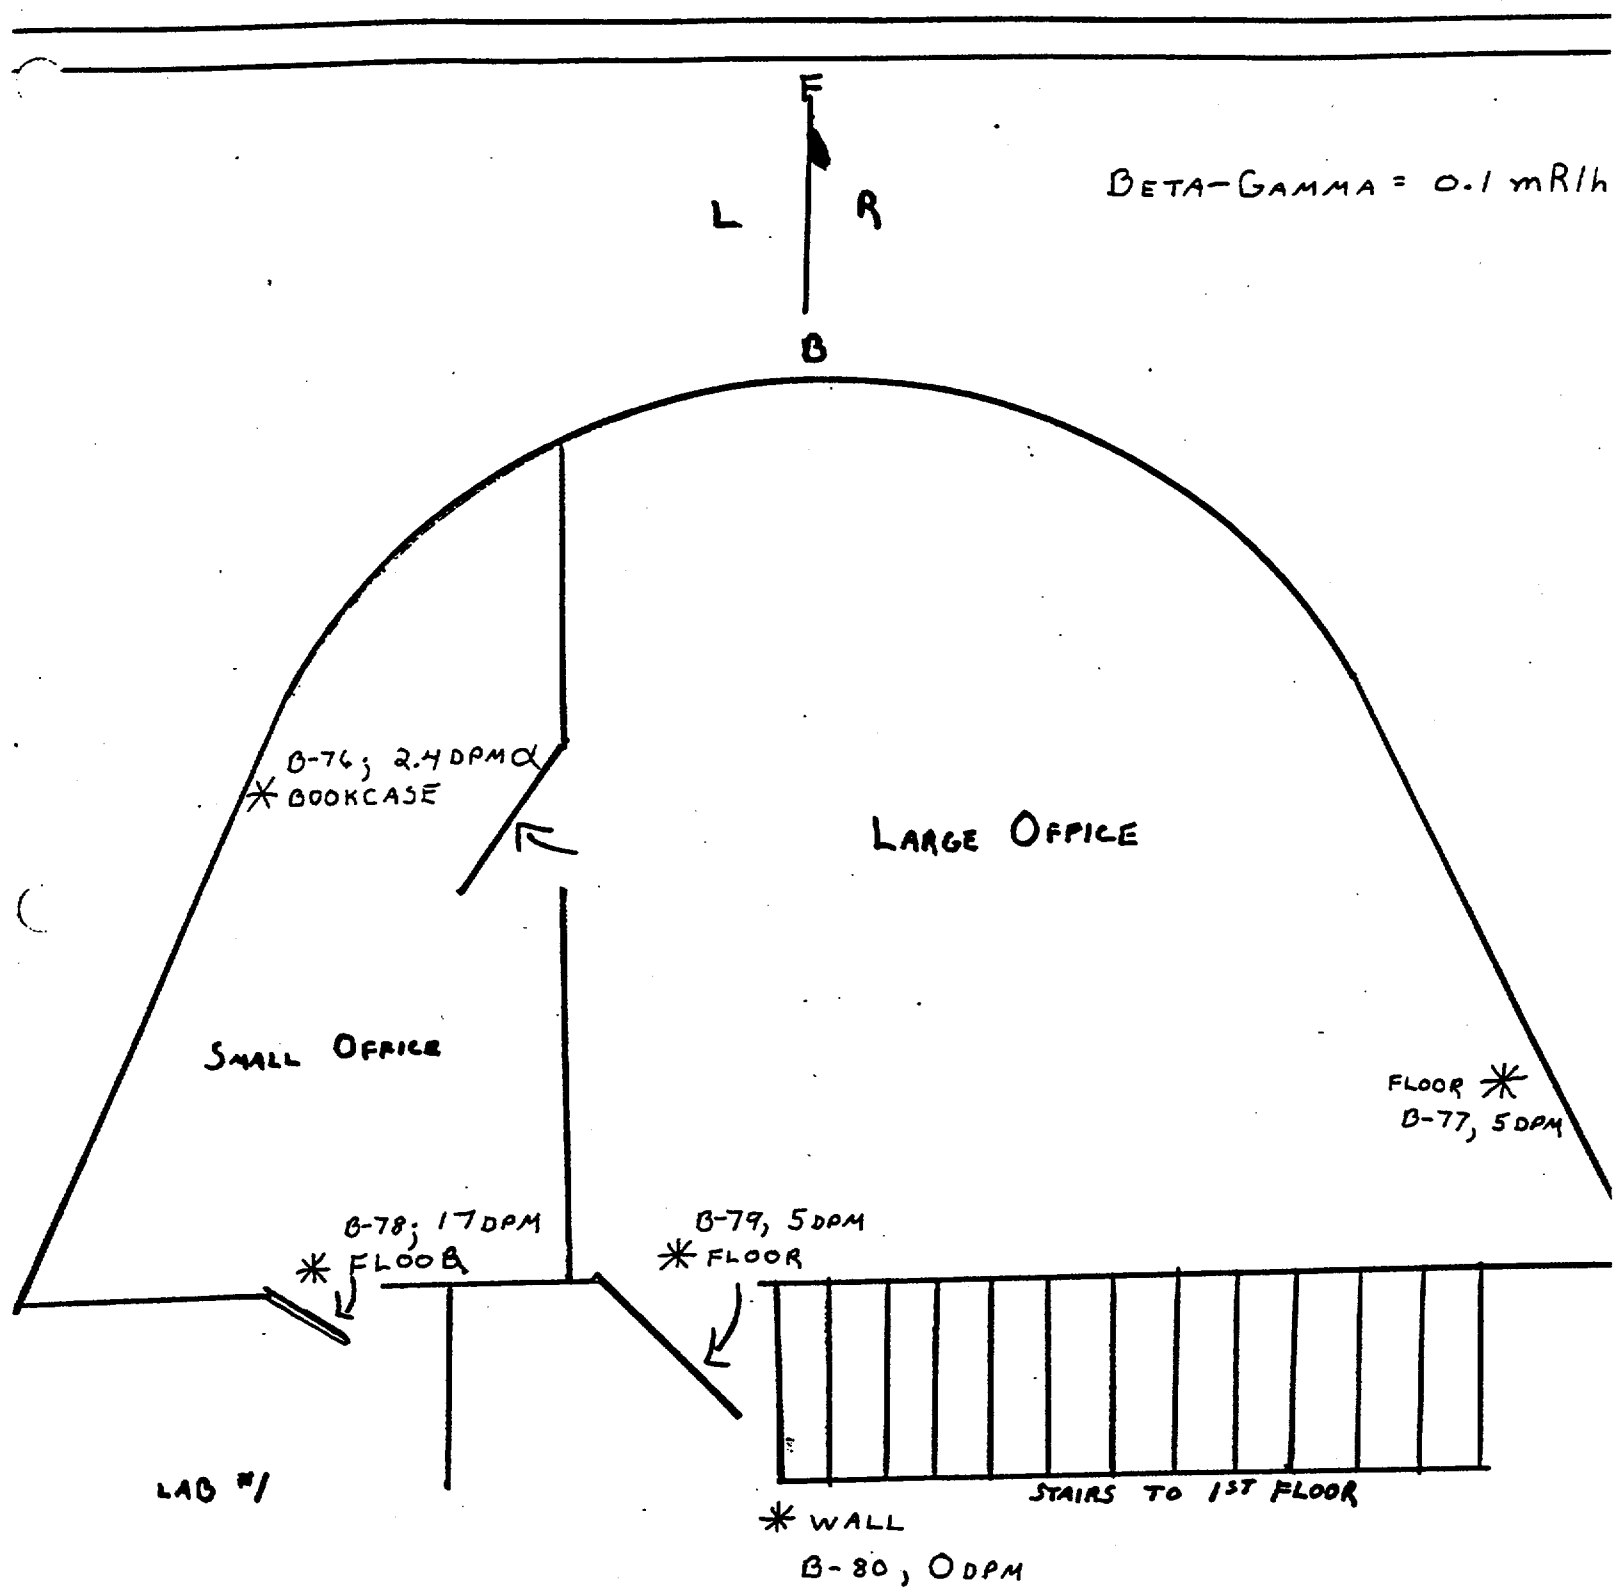 F
L R
B
BETA-GAMMA = 0.1 mR/h
B-76; 2.4 DPM α
BOOKCASE
LARGE OFFICE
SMALL OFFICE
FLOOR
B-77, 5 DPM
B-78; 17 DPM
FLOOR
B-79, 5 DPM
FLOOR
LAB #1
STAIRS TO 1ST FLOOR
WALL
B-80, 0 DPM